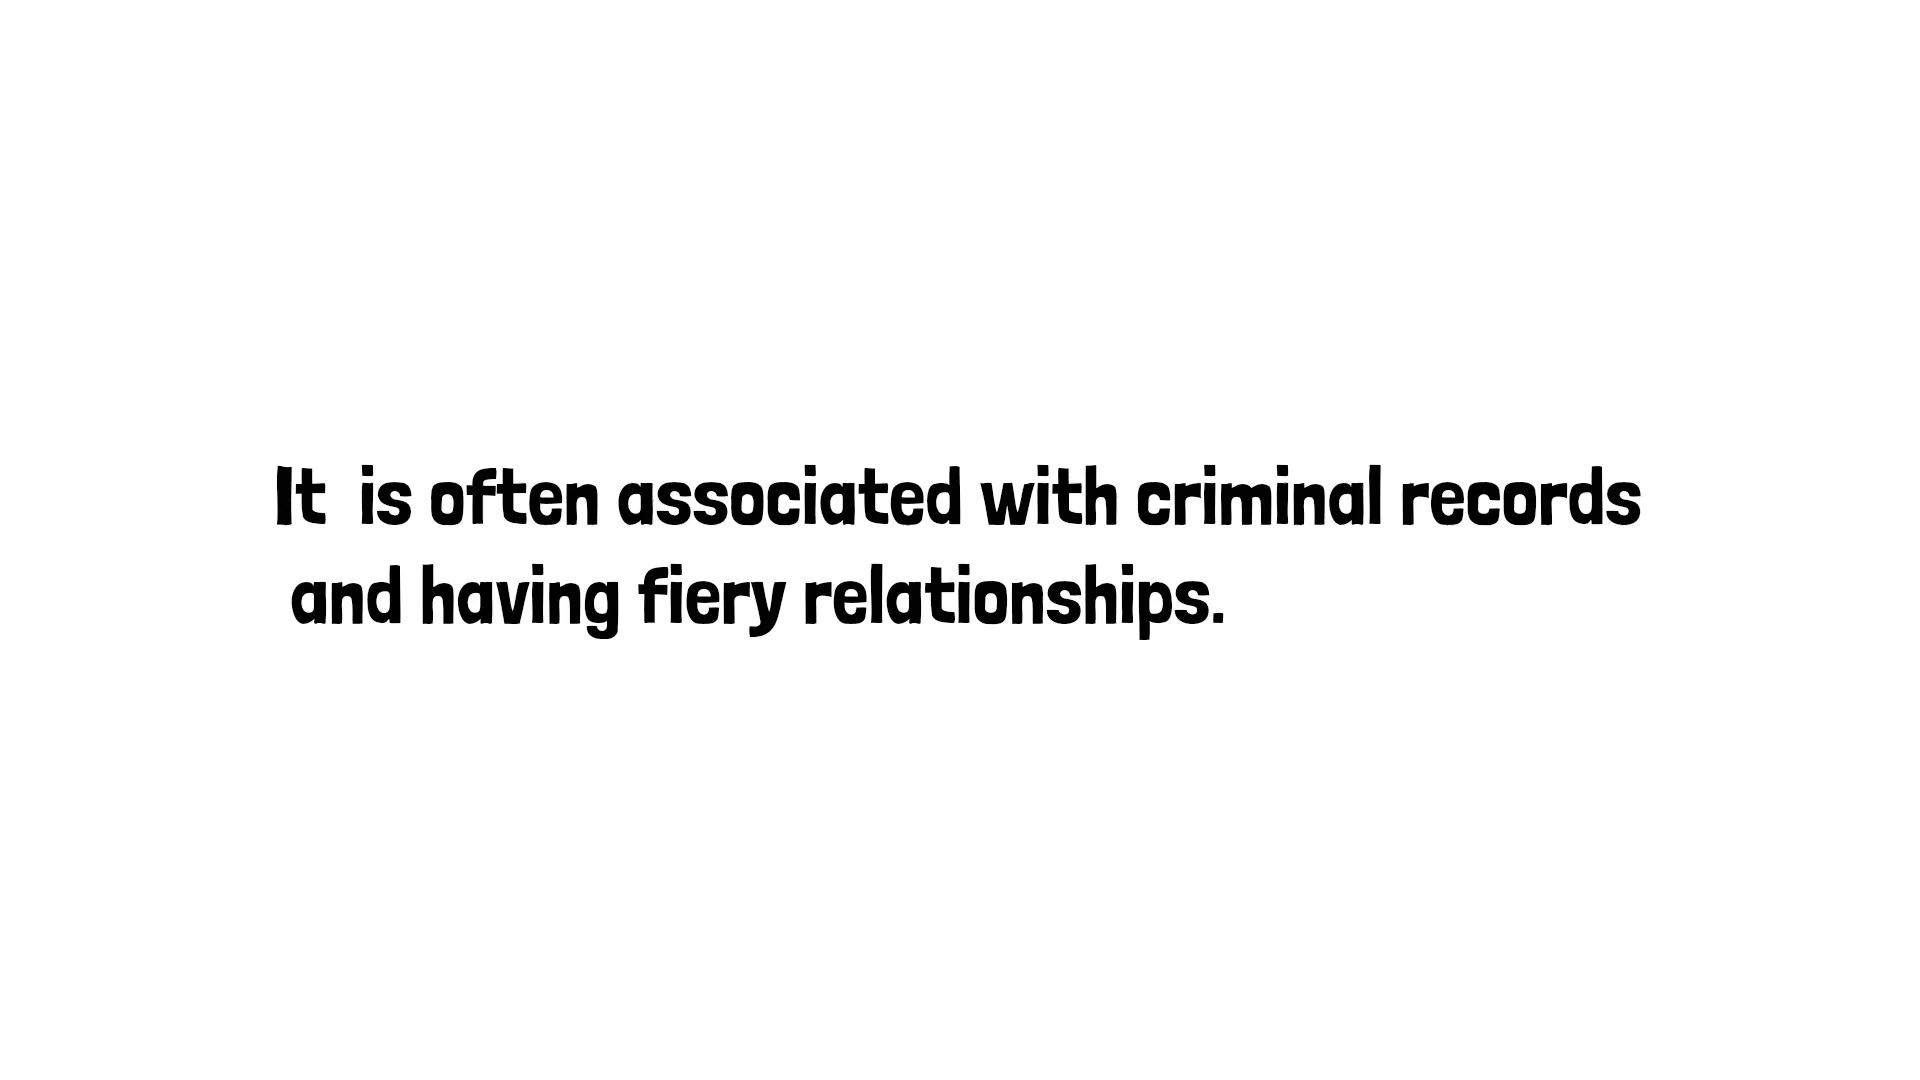 It  is often associated with criminal records
and having fiery relationships.